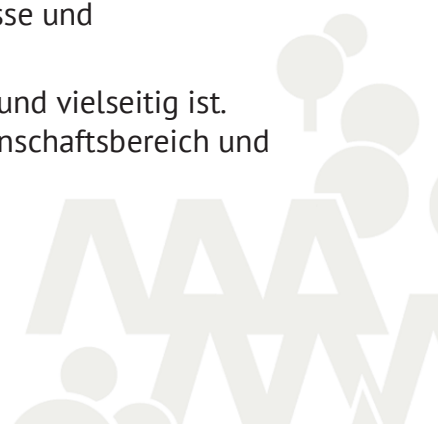 sse und
und vielseitig ist.
nschaftsbereich und